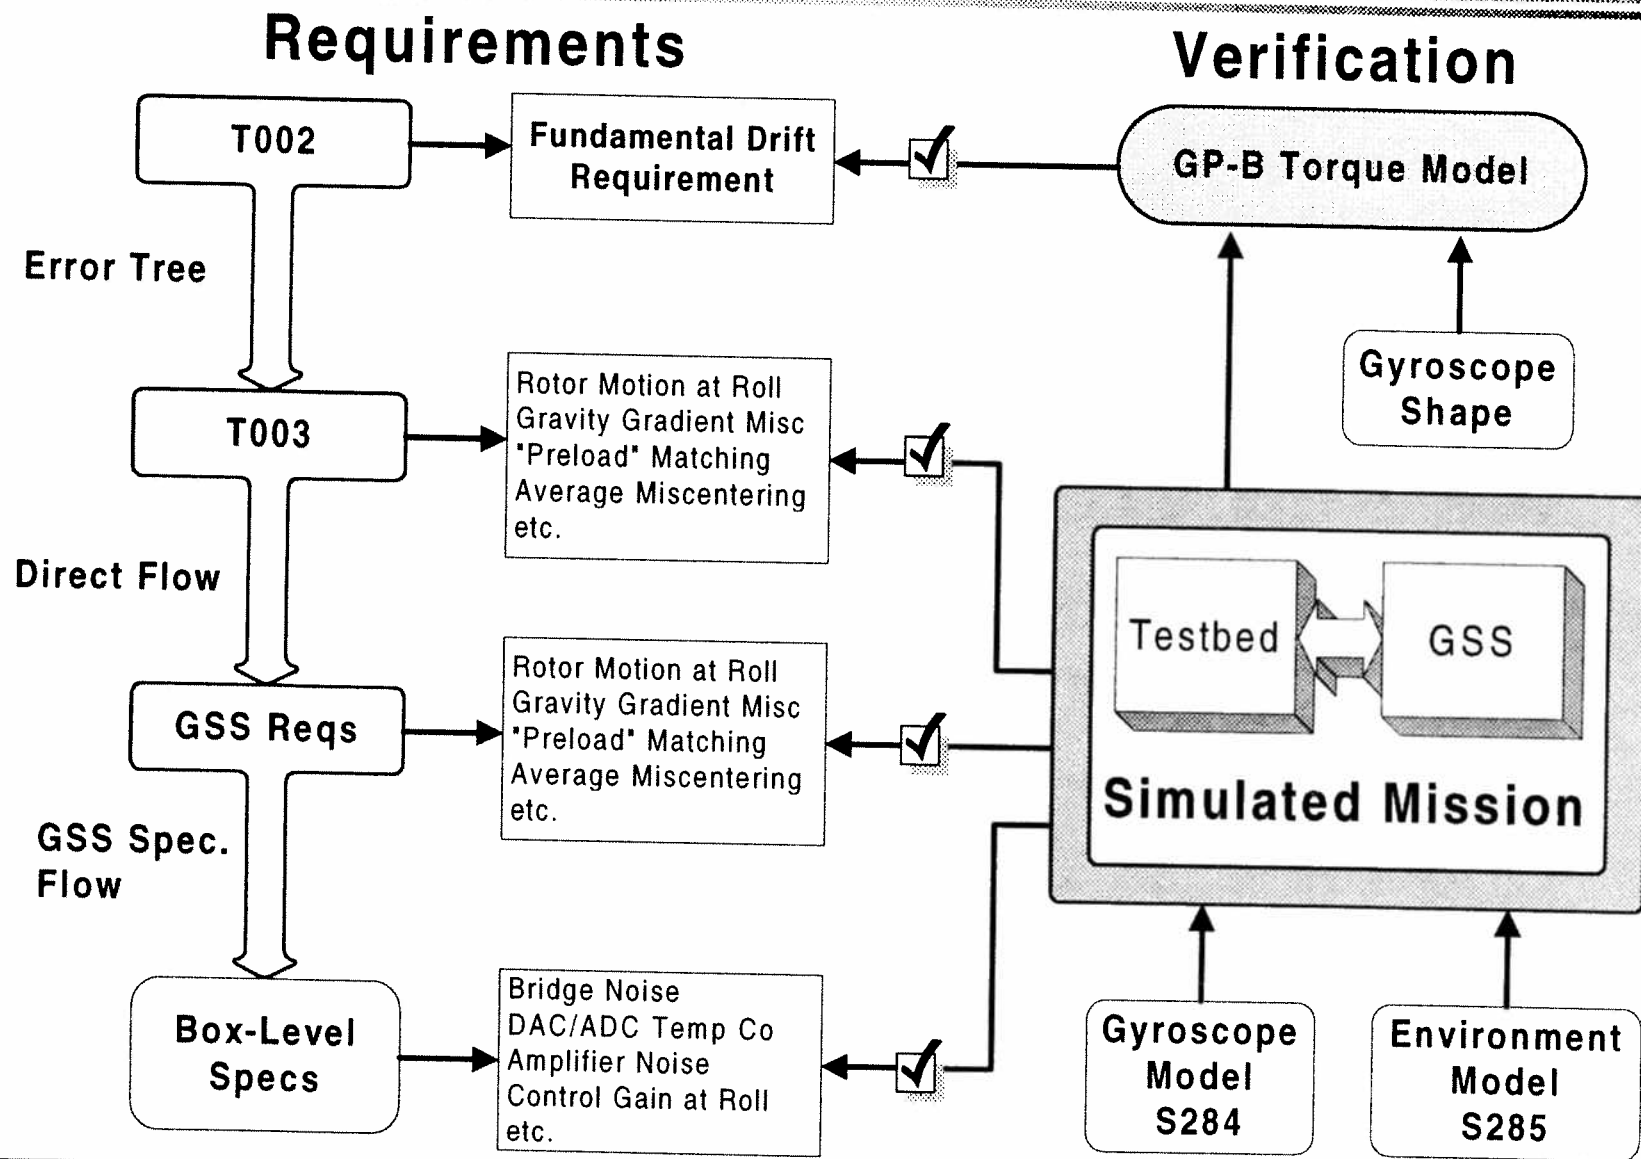 Requirements
Verification
T002
Fundamental Drift
Requirement
GP-B Torque Model
Error Tree
Gyroscope
Shape
T003
Rotor Motion at Roll
Gravity Gradient Misc
"Preload" Matching
Average Miscentering
etc.
Direct Flow
Testbed
GSS
Simulated Mission
GSS Reqs
Rotor Motion at Roll
Gravity Gradient Misc
"Preload" Matching
Average Miscentering
etc.
GSS Spec.
Flow
Box-Level
Specs
Bridge Noise
DAC/ADC Temp Co
Amplifier Noise
Control Gain at Roll
etc.
Gyroscope
Model
S284
Environment
Model
S285